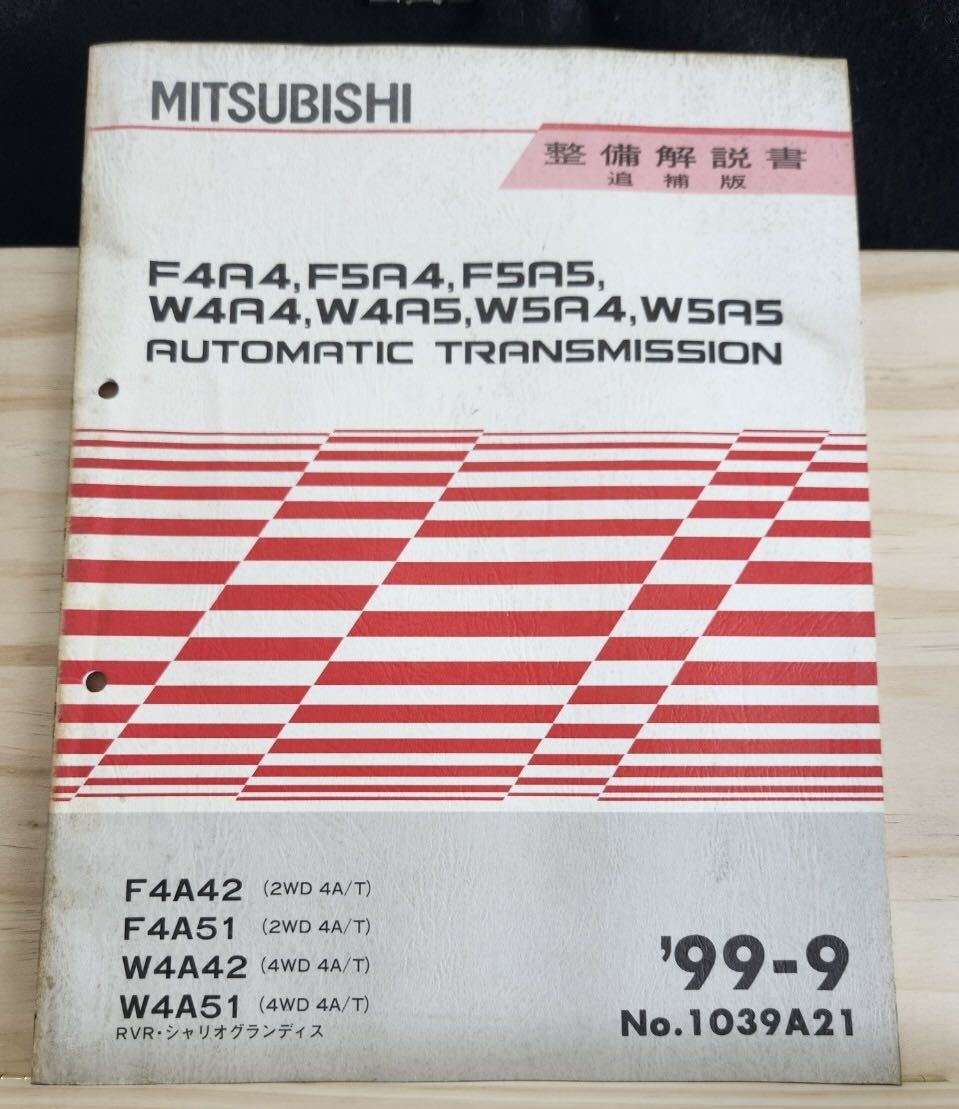 MITSUBISHI
整備解説書
追補版
F4A4, F5A4, F5A5,
W4A4, W4A5, W5A4, W5A5
AUTOMATIC TRANSMISSION
F4A42 (2WD 4A/T)
F4A51 (2WD 4A/T)
W4A42 (4WD 4A/T)
W4A51 (4WD 4A/T)
RVR・シャリオグランディス
'99-9
No.1039A21